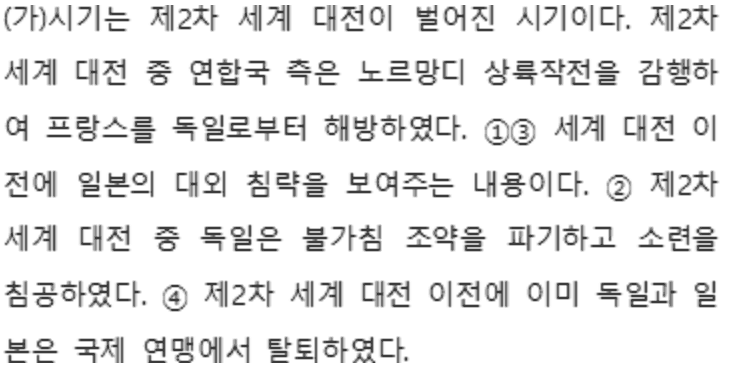 (가)시기는 제2차 세계 대전이 벌어진 시기이다. 제2차
세계 대전 중 연합국 측은 노르망디 상륙작전을 감행하
여 프랑스를 독일로부터 해방하였다. ①③ 세계 대전 이
전에 일본의 대외 침략을 보여주는 내용이다. ② 제2차
세계 대전 중 독일은 불가침 조약을 파기하고 소련을
침공하였다. ④ 제2차 세계 대전 이전에 이미 독일과 일
본은 국제 연맹에서 탈퇴하였다.